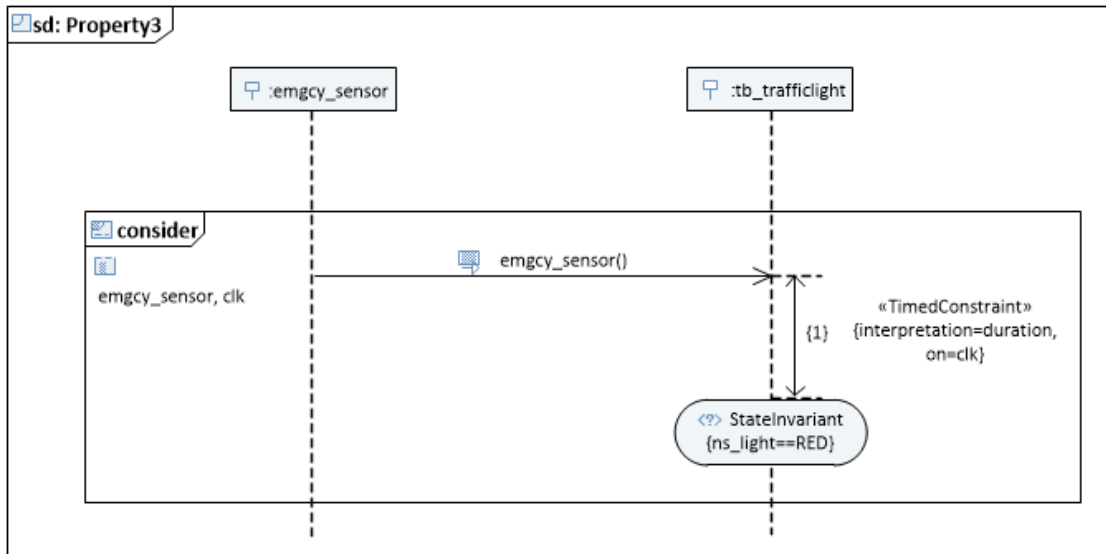 sd: Property3
:emgcy_sensor
:tb_trafficlight
consider
emgcy_sensor, clk
emgcy_sensor()
{1}
«TimedConstraint»
{interpretation=duration,
on=clk}
<?> StateInvariant
{ns_light==RED}